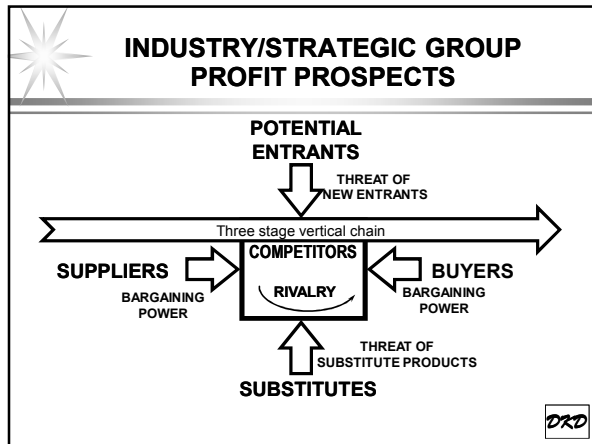 INDUSTRY/STRATEGIC GROUP
PROFIT PROSPECTS
POTENTIAL
ENTRANTS
THREAT OF
NEW ENTRANTS
Three stage vertical chain
COMPETITORS
SUPPLIERS
BUYERS
RIVALRY
BARGAINING
POWER
BARGAINING
POWER
THREAT OF
SUBSTITUTE PRODUCTS
SUBSTITUTES
DKD